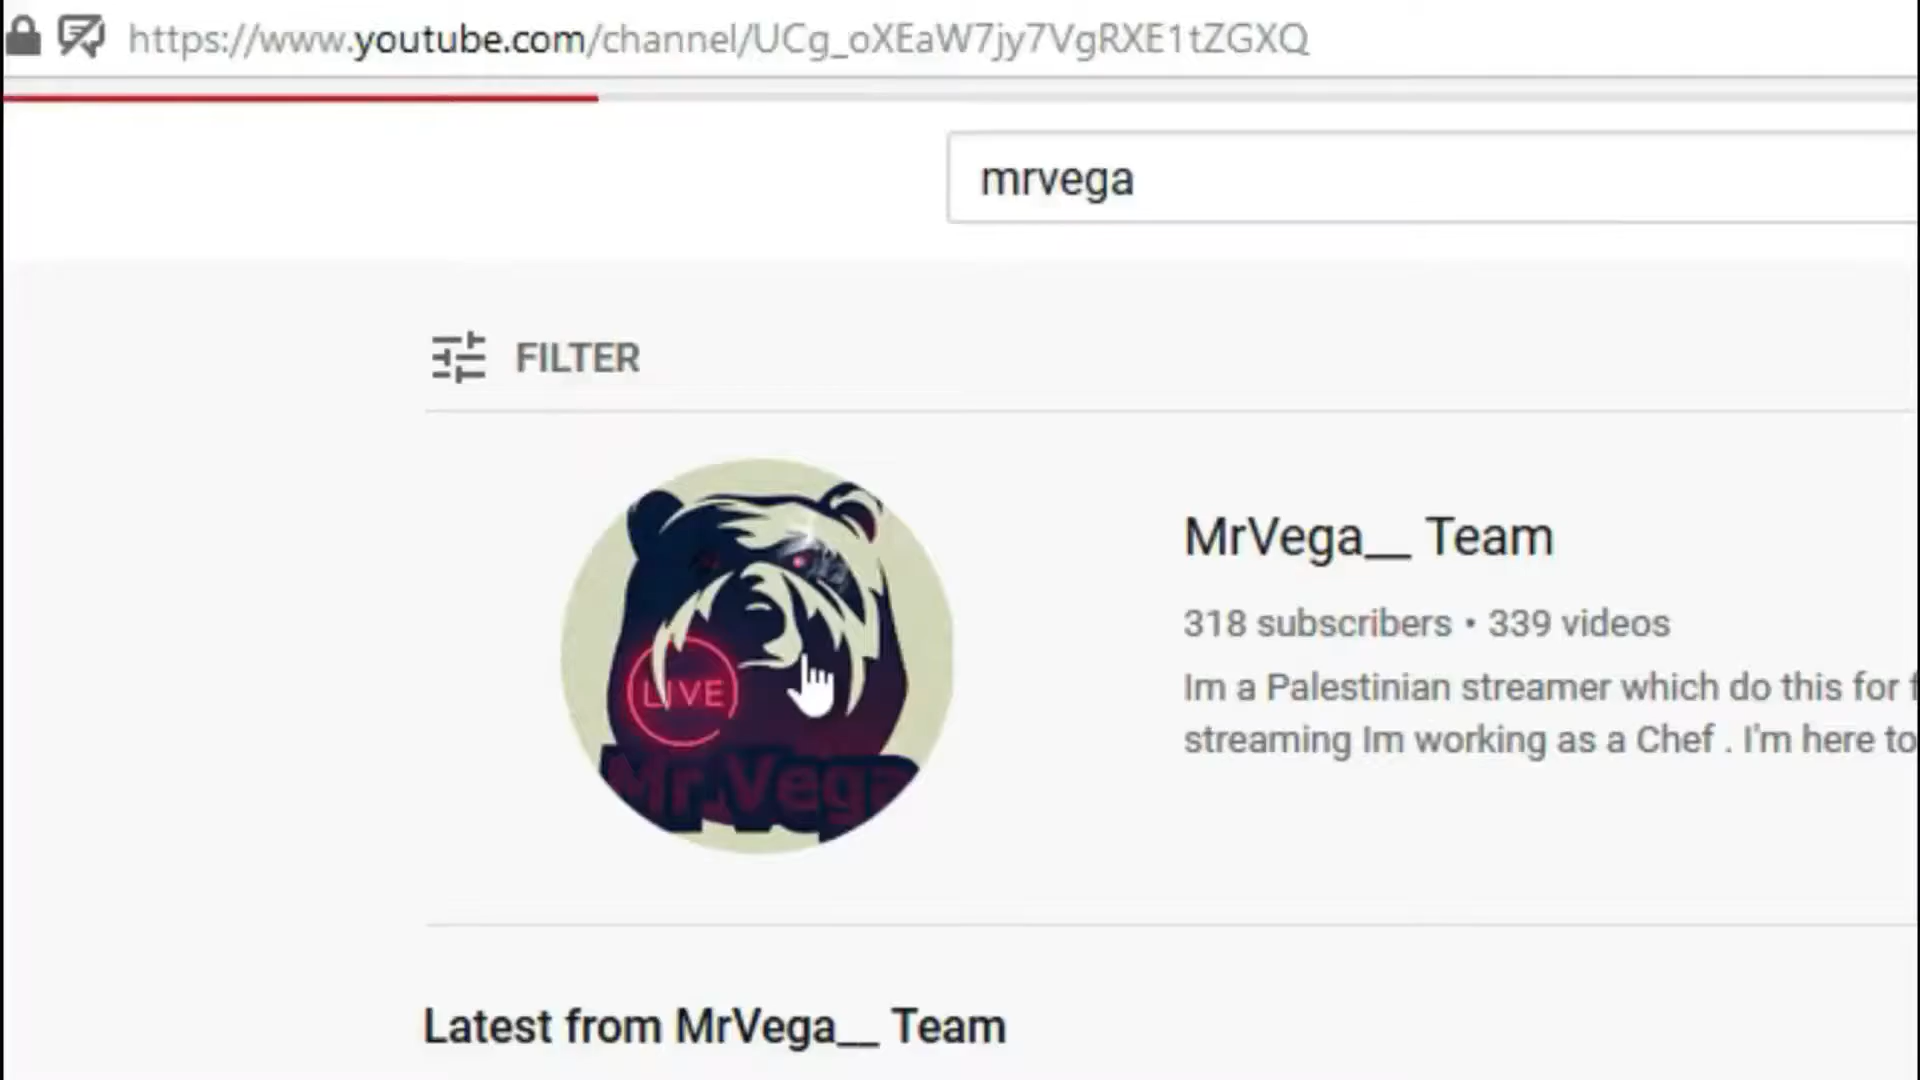 https://www.youtube.com/channel/UCg_oXEaW7jy7VgRXE1tZGXQ
mrvega
FILTER
LIVE
Mr.Vega
MrVega__ Team
318 subscribers • 339 videos
Im a Palestinian streamer which do this for
streaming Im working as a Chef . I'm here to
Latest from MrVega__ Team